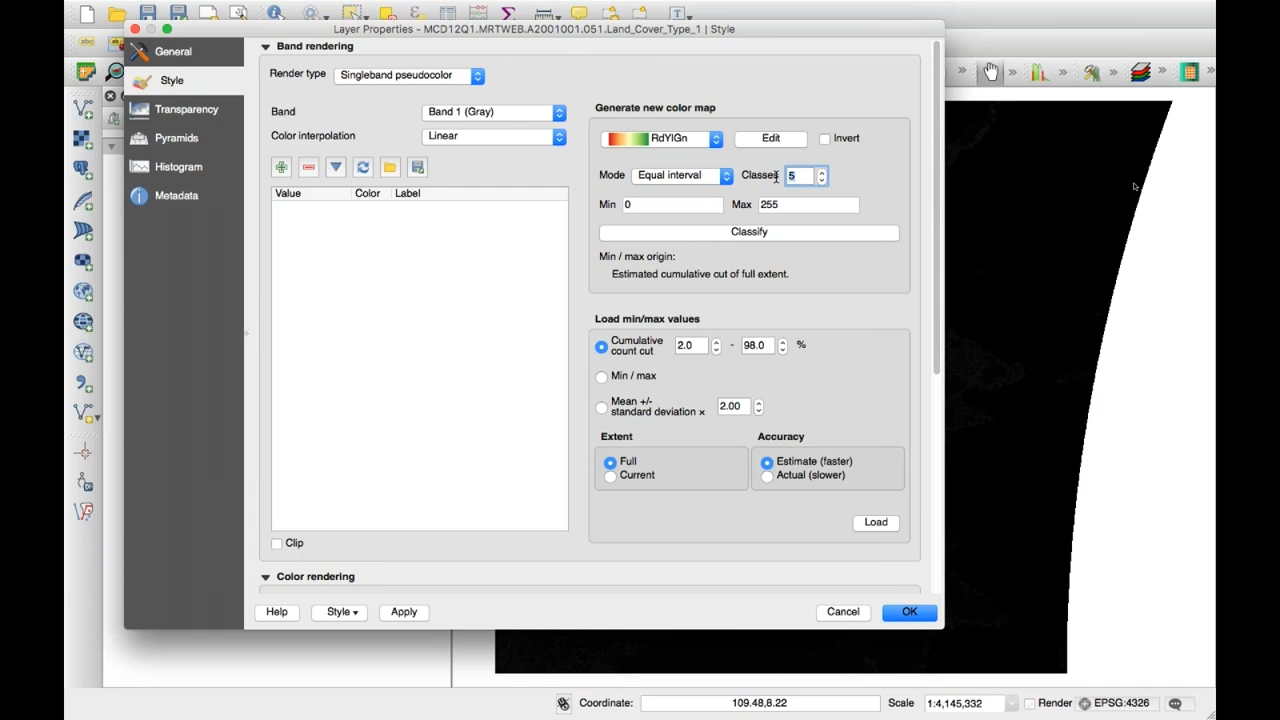 Layer Properties - MCD12Q1.MRTWEB.A2001001.051.Land_Cover_Type_1 | Style
General
Style
Transparency
Pyramids
Histogram
Metadata
Band rendering
Render type Singleband pseudocolor
Band Band 1 (Gray)
Color interpolation Linear
Value Color Label
Clip
Generate new color map
RdYlGn Edit Invert
Mode Equal interval Classes 5
Min 0 Max 255
Classify
Min / max origin:
Estimated cumulative cut of full extent.
Load min/max values
Cumulative
count cut 2.0 - 98.0 %
Min / max
Mean +/-
standard deviation × 2.00
Extent Accuracy
Full Estimate (faster)
Current Actual (slower)
Load
Color rendering
Help Style Apply Cancel OK
Coordinate: 109.48,8.22 Scale 1:4,145,332 Render EPSG:4326